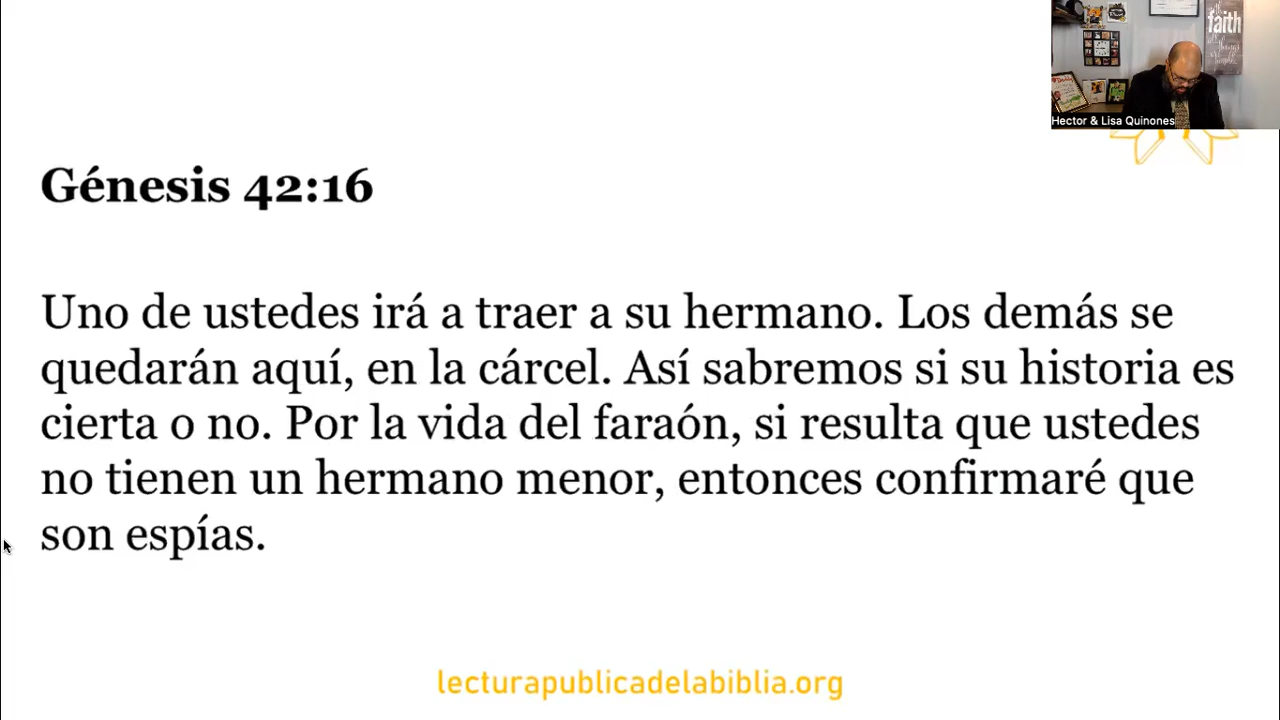 faith
Hector & Lisa Quinones
Génesis 42:16
Uno de ustedes irá a traer a su hermano. Los demás se
quedarán aquí, en la cárcel. Así sabremos si su historia es
cierta o no. Por la vida del faraón, si resulta que ustedes
no tienen un hermano menor, entonces confirmaré que
son espías.
lecturapublicadelabiblia.org